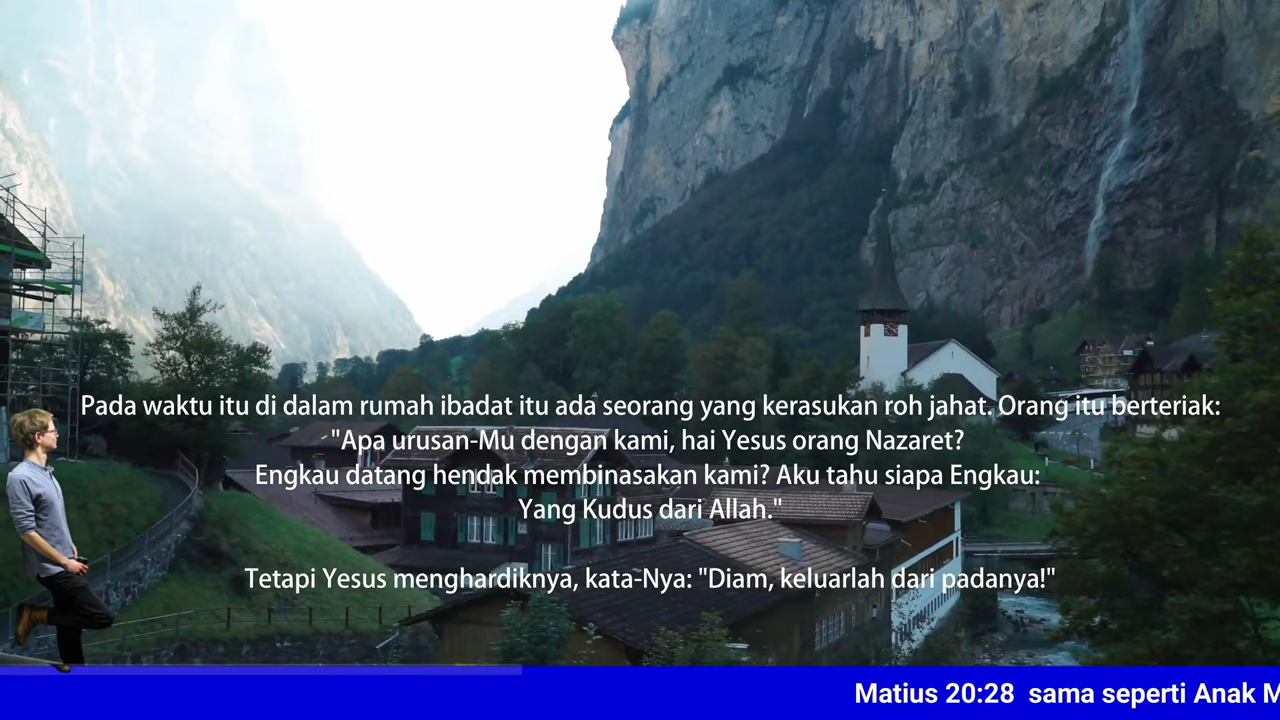 Pada waktu itu di dalam rumah ibadat itu ada seorang yang kerasukan roh jahat. Orang itu berteriak:
"Apa urusan-Mu dengan kami, hai Yesus orang Nazaret?
Engkau datang hendak membinasakan kami? Aku tahu siapa Engkau:
Yang Kudus dari Allah."
Tetapi Yesus menghardiknya, kata-Nya: "Diam, keluarlah dari padanya!"
Matius 20:28 sama seperti Anak M